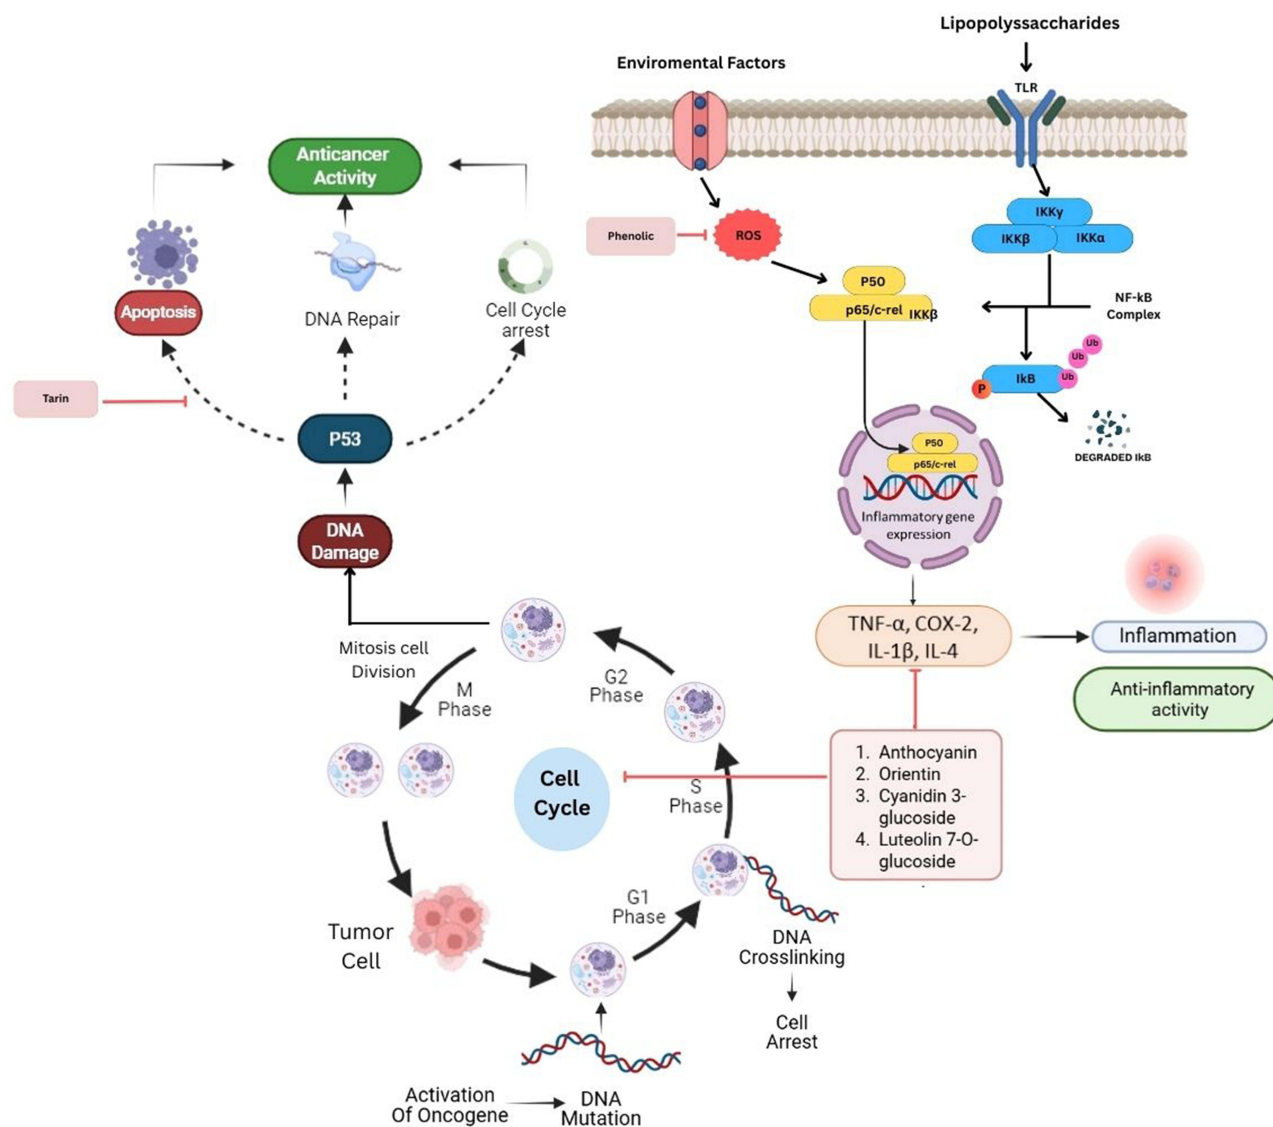 Lipopolyssaccharides
Enviromental Factors
TLR
Anticancer
Activity
IKKγ
IKKβ
IKKα
Phenolic
ROS
P50
p65/c-rel
IKKβ
NF-kB
Complex
Apoptosis
DNA Repair
Cell Cycle
arrest
Ub
Ub
Ub
IkB
P
Tarin
P53
DEGRADED IkB
P50
p65/c-rel
Inflammatory gene
expression
DNA
Damage
TNF-α, COX-2,
IL-1β, IL-4
Inflammation
Anti-inflammatory
activity
Mitosis cell
Division
M
Phase
G2
Phase
Cell
Cycle
S
Phase
1. Anthocyanin
2. Orientin
3. Cyanidin 3-
glucoside
4. Luteolin 7-O-
glucoside
G1
Phase
Tumor
Cell
DNA
Crosslinking
Cell
Arrest
Activation
Of Oncogene
DNA
Mutation